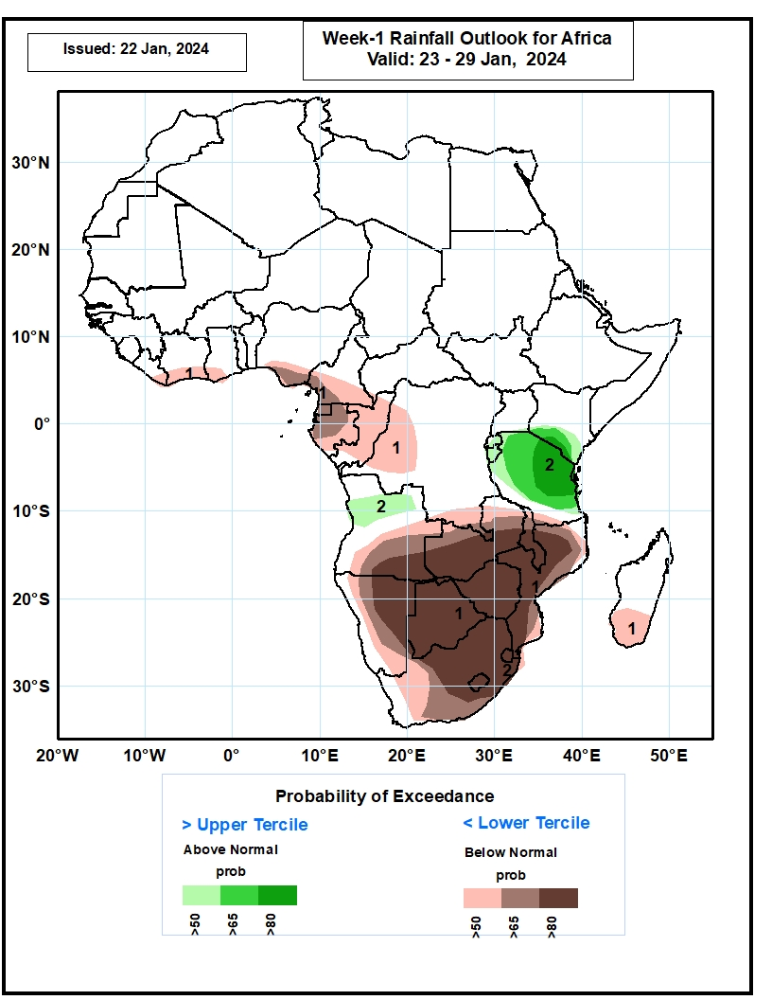 Issued: 22 Jan, 2024
Week-1 Rainfall Outlook for Africa
Valid: 23 - 29 Jan, 2024
30°N
20°N
10°N
1
1
0°
1
2
2
10°S
1
20°S
1
1
2
30°S
20°W 10°W 0° 10°E 20°E 30°E 40°E 50°E
Probability of Exceedance
> Upper Tercile
< Lower Tercile
Above Normal
Below Normal
prob
prob
>50 >65 >80
>50 >65 >80